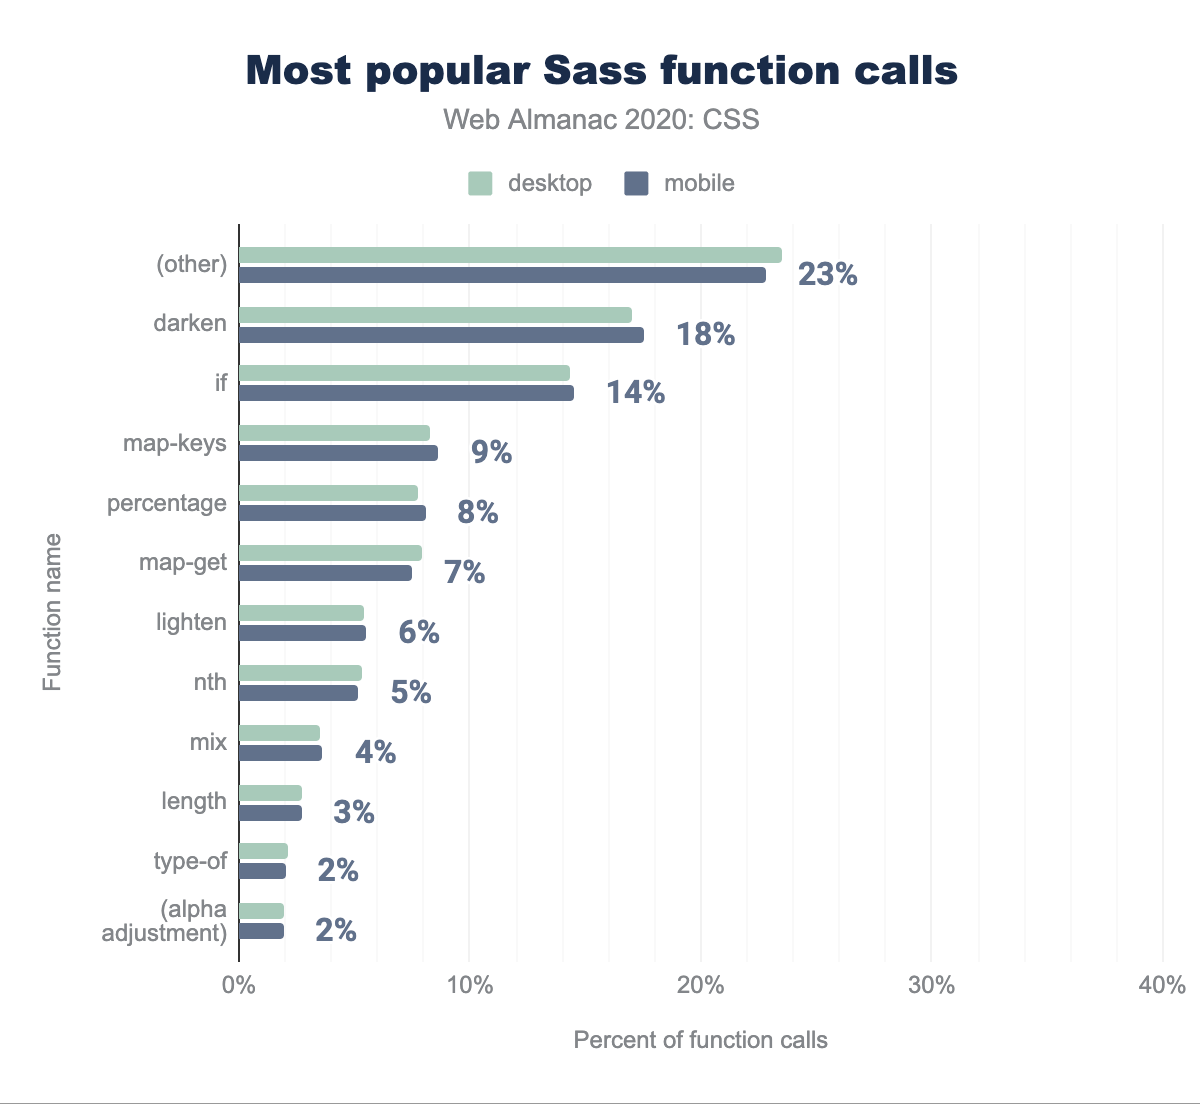 Most popular Sass function calls
Web Almanac 2020: CSS
desktop
mobile
(other)
23%
darken
18%
if
14%
map-keys
9%
percentage
8%
map-get
7%
lighten
6%
nth
5%
mix
4%
length
3%
type-of
2%
(alpha
adjustment)
2%
Function name
0%
10%
20%
30%
40%
Percent of function calls